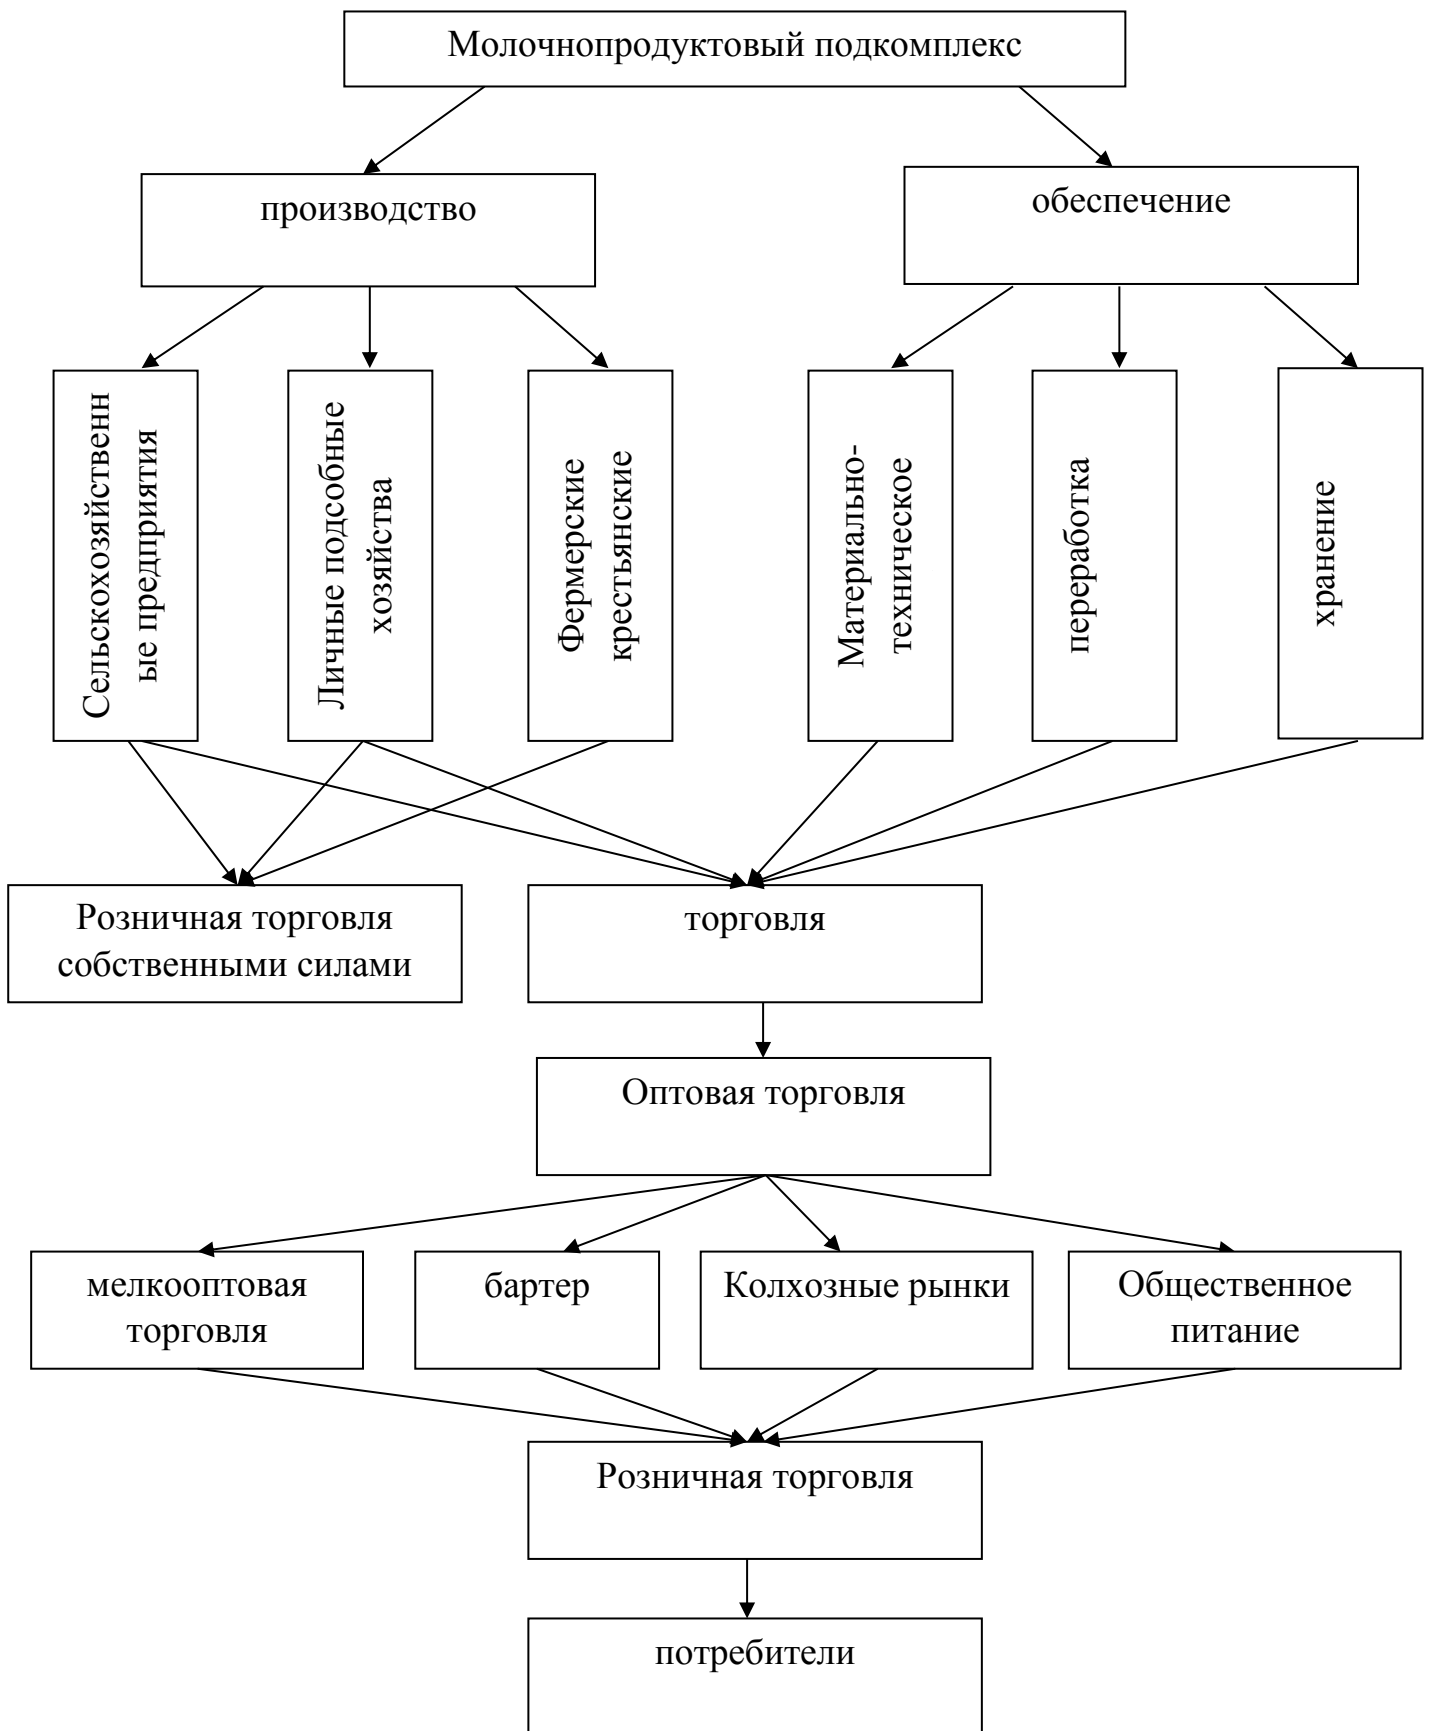 Молочнопродуктовый подкомплекс
производство
обеспечение
Сельскохозяйственн
ые предприятия
Личные подсобные
хозяйства
Фермерские
крестьянские
Материально-
техническое
переработка
хранение
Розничная торговля
собственными силами
торговля
Оптовая торговля
мелкооптовая
торговля
бартер
Колхозные рынки
Общественное
питание
Розничная торговля
потребители